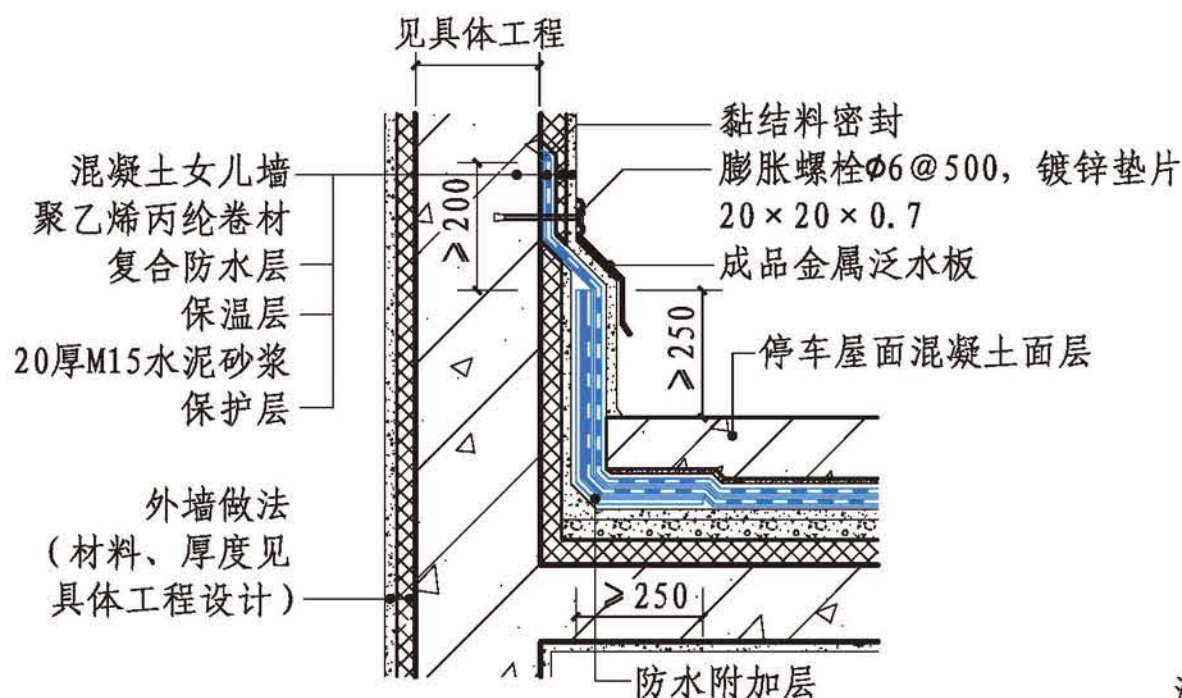 见具体工程
混凝土女儿墙
聚乙烯丙纶卷材
复合防水层
保温层
20厚M15水泥砂浆
保护层
外墙做法
(材料、厚度见
具体工程设计)
≥200
黏结料密封
膨胀螺栓ϕ6@500，镀锌垫片
20×20×0.7
成品金属泛水板
≥250
停车屋面混凝土面层
≥250
防水附加层